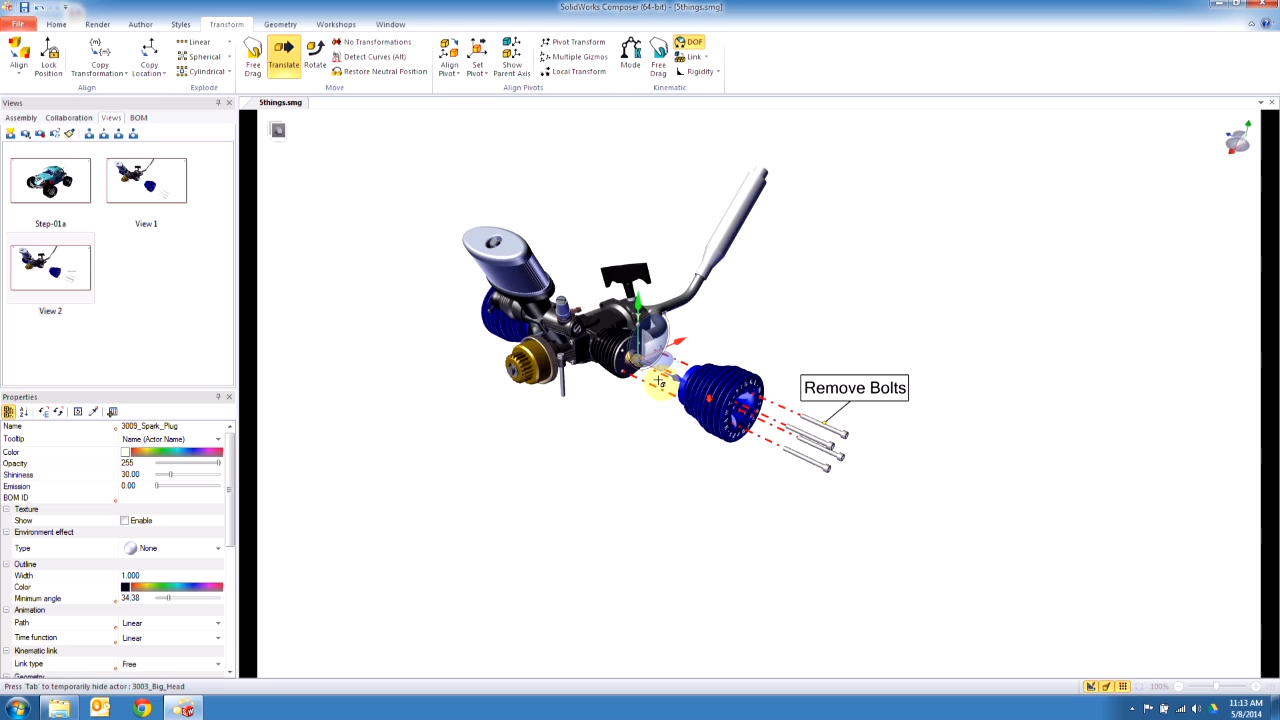 SolidWorks Composer (64-bit) - [5things.smg]
File Home Render Author Styles Transform Geometry Workshops Window
Align
Lock Position
Copy Transformation
Copy Location
Linear
Spherical
Cylindrical
Free Drag
Translate
Rotate
No Transformations
Detect Curves (Alt)
Restore Neutral Position
Align Pivot
Set Pivot
Show Parent Axis
Pivot Transform
Multiple Gizmos
Local Transform
Mode
Free Drag
DOF
Link
Rigidity
Align Explode Move Align Pivots Kinematic
Views
5things.smg
Assembly Collaboration Views BOM
Step-01a
View 1
View 2
Remove Bolts
Properties
Name 3009_Spark_Plug
Tooltip Name (Actor Name)
Color
Opacity 255
Shininess 30.00
Emission 0.00
BOM ID
Texture
Show Enable
Environment effect
Type None
Outline
Width 1.000
Color
Minimum angle 34.38
Animation
Path Linear
Time function Linear
Kinematic link
Link type Free
Geometry
Press 'Tab' to temporarily hide actor : 3003_Big_Head
100%
11:13 AM
5/8/2014